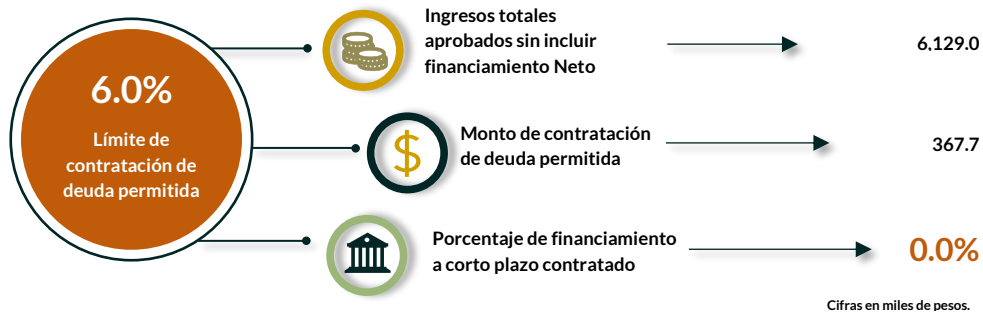 6.0%
Límite de
contratación de
deuda permitida
Ingresos totales
aprobados sin incluir
financiamiento Neto
6,129.0
$
Monto de contratación
de deuda permitida
367.7
Porcentaje de financiamiento
a corto plazo contratado
0.0%
Cifras en miles de pesos.